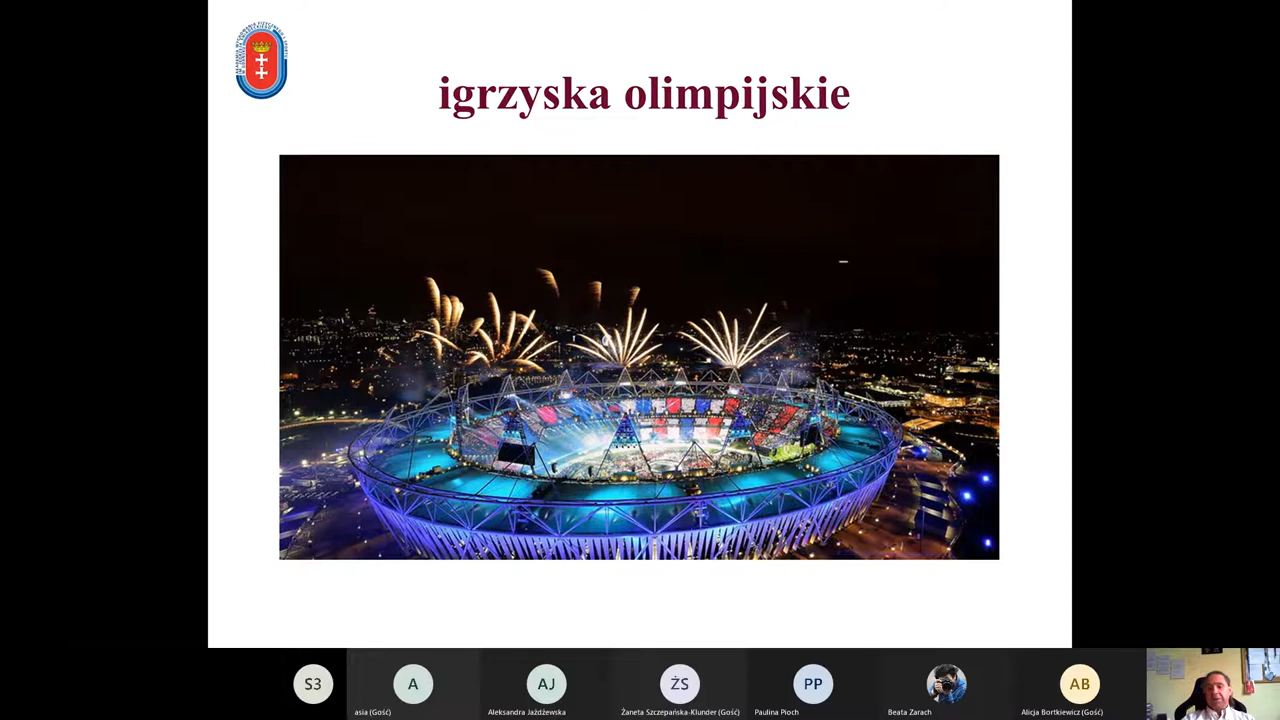 igrzyska olimpijskie
S3
A
AJ
ŻS
PP
AB
asia (Gość)
Aleksandra Jażdżewska
Żaneta Szczepańska-Klunder (Gość)
Paulina Pioch
Beata Zarach
Alicja Bortkiewicz (Gość)